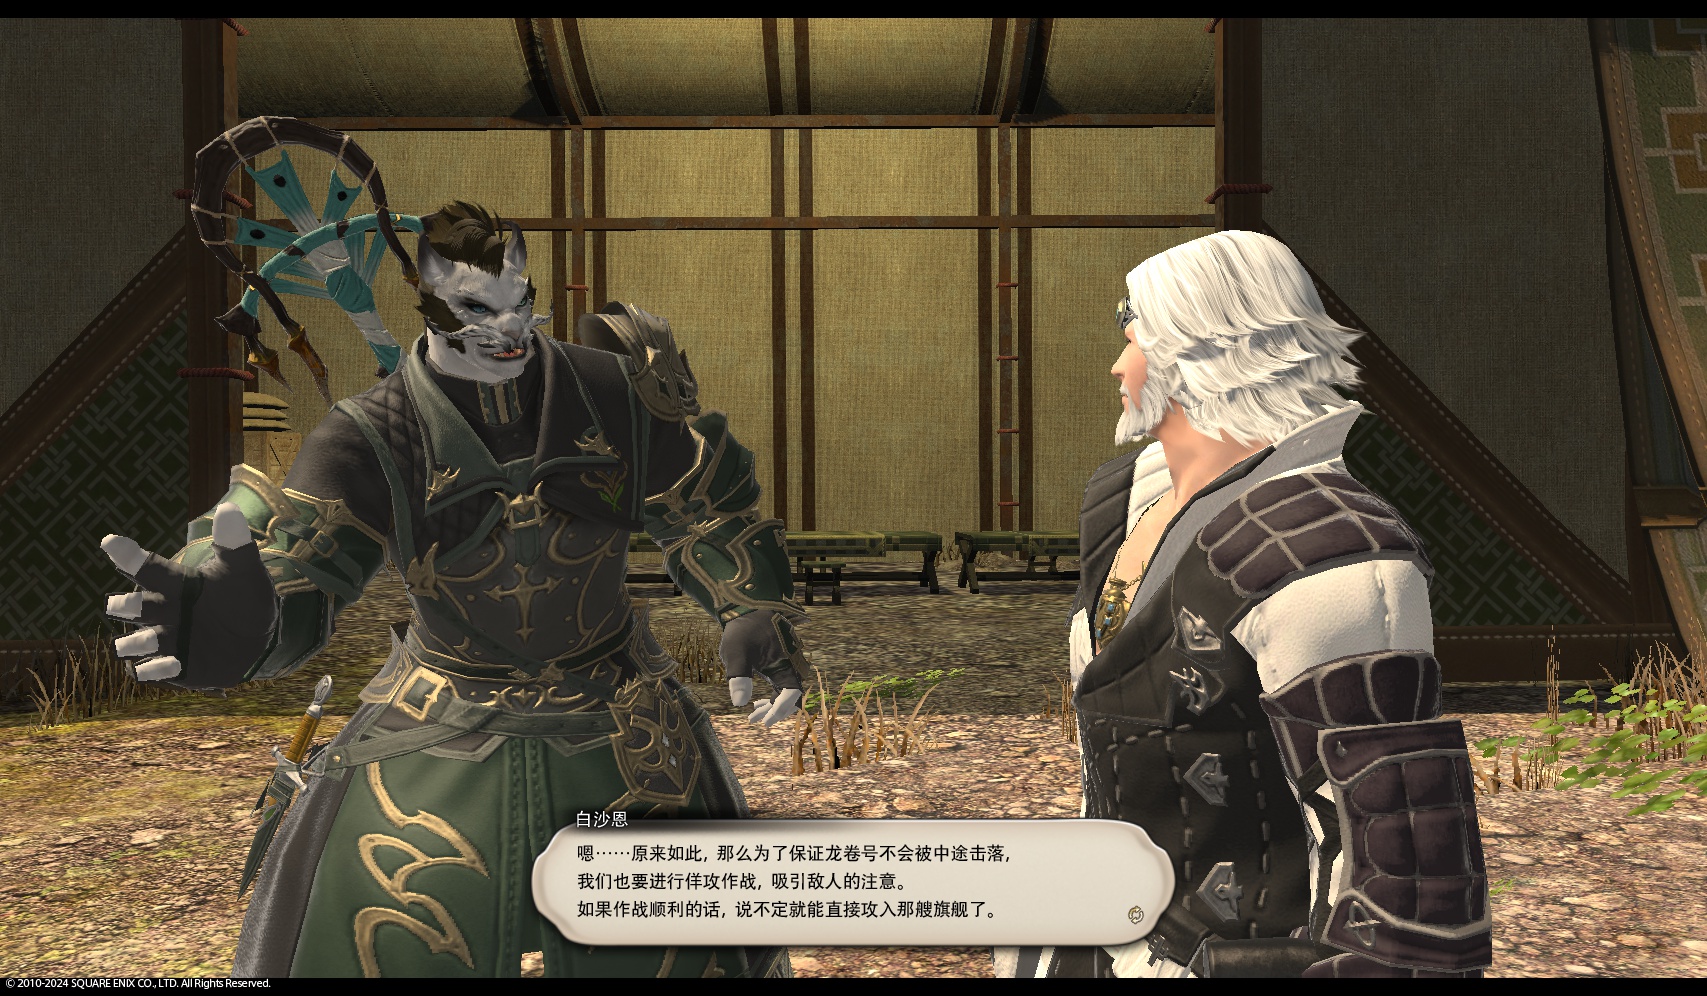 白沙恩
嗯……原来如此，那么为了保证龙卷号不会被中途击落，
我们也要进行佯攻作战，吸引敌人的注意。
如果作战顺利的话，说不定就能直接攻入那艘旗舰了。
© 2010-2024 SQUARE ENIX CO., LTD. All Rights Reserved.